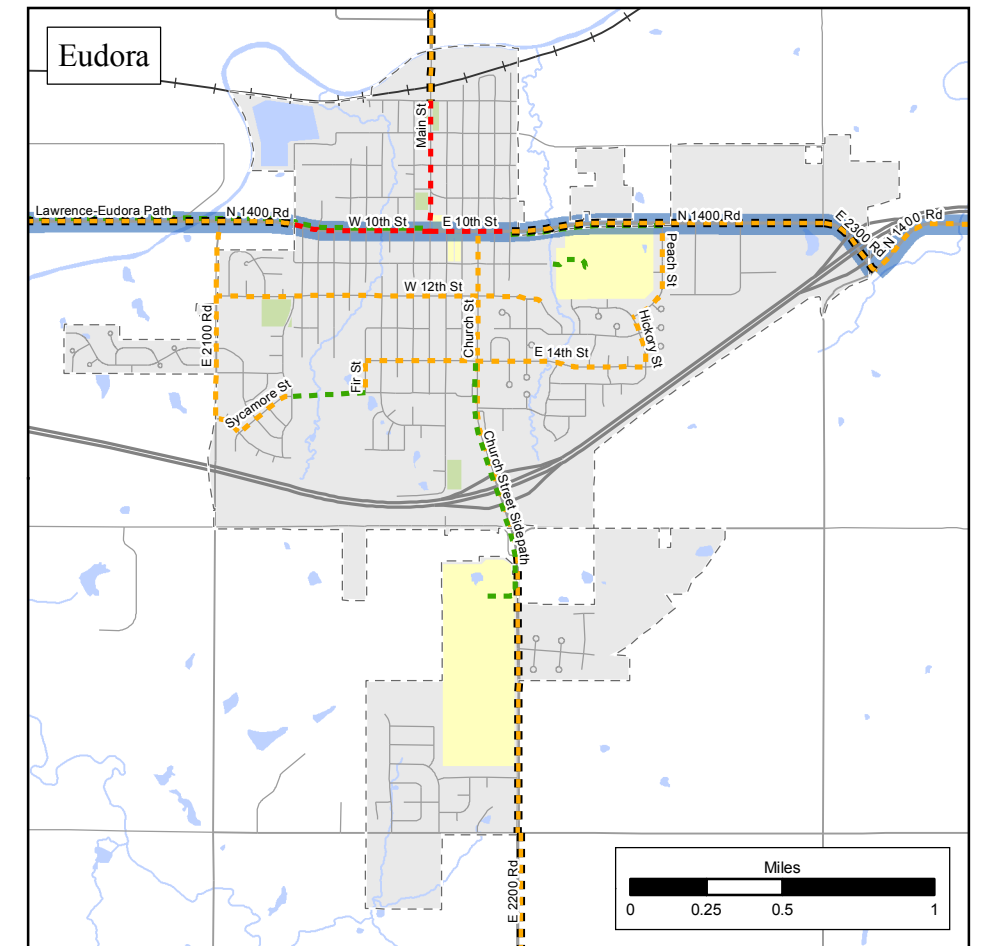 Eudora
Main St
Lawrence-Eudora Path
N 1400 Rd
W 10th St
E 10th St
N 1400 Rd
E 2300 Rd
N 1400 Rd
Peach St
W 12th St
Church St
Hickory St
E 2100 Rd
E 14th St
Fir St
Sycamore St
Church Street Sidepath
E 2200 Rd
Miles
0 0.25 0.5 1